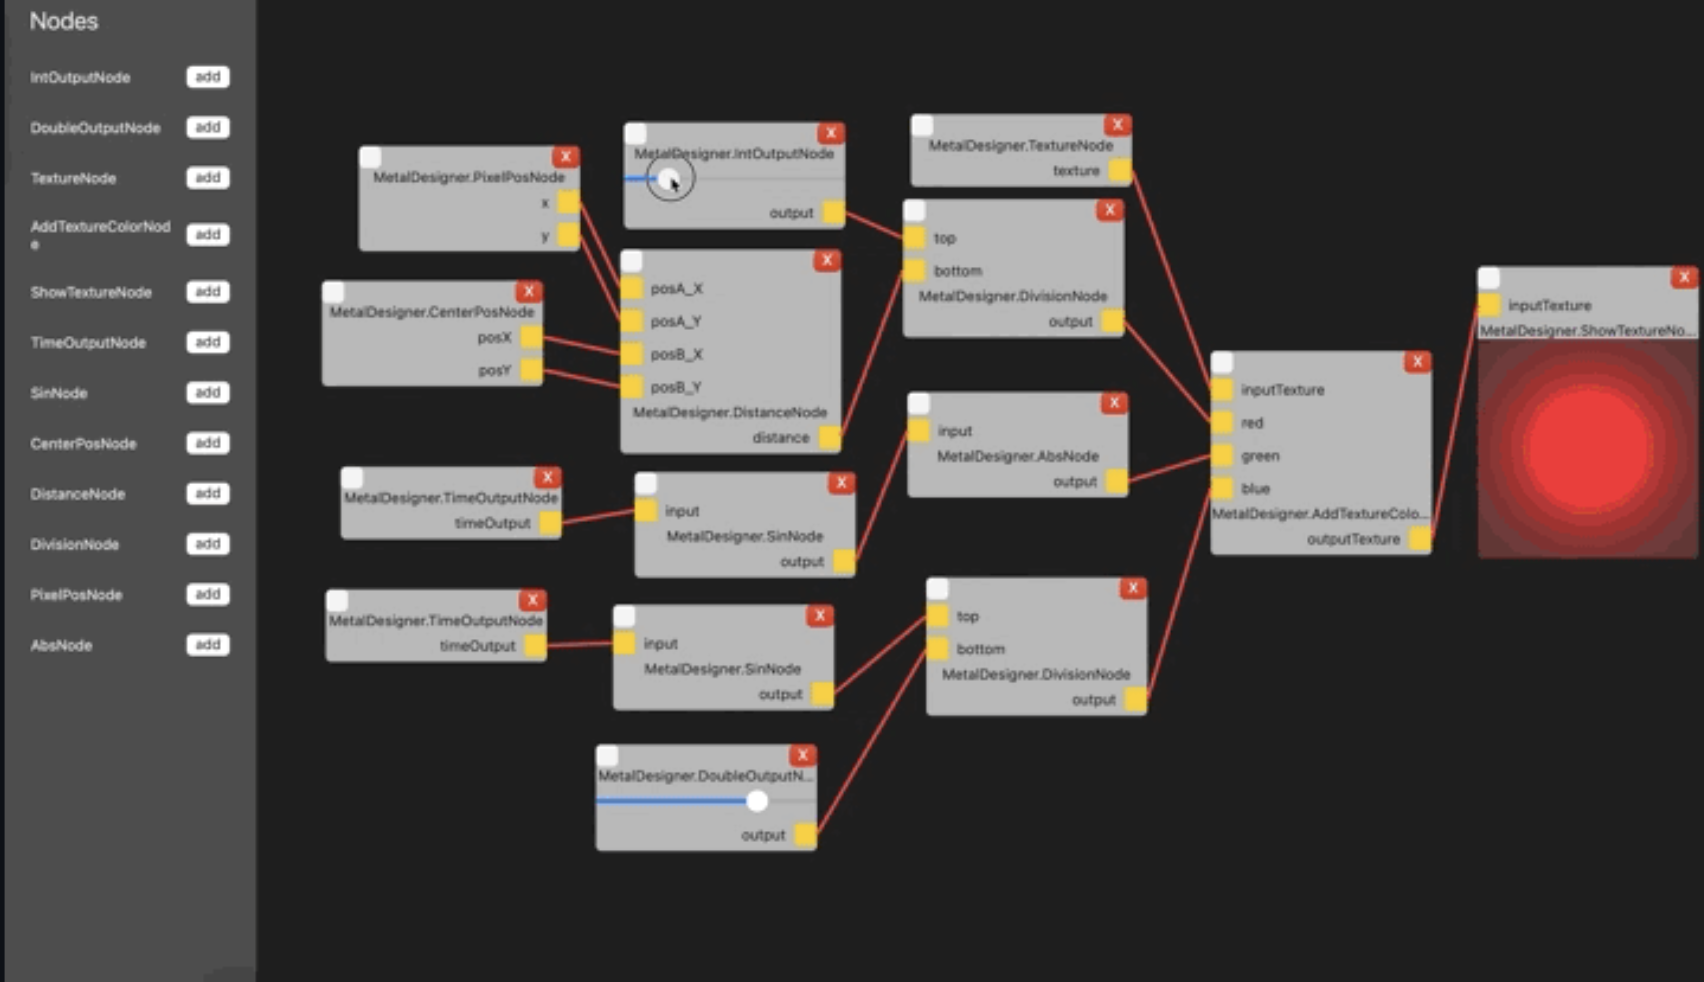 Nodes
IntOutputNode add
DoubleOutputNode add
TextureNode add
AddTextureColorNod
e add
ShowTextureNode add
TimeOutputNode add
SinNode add
CenterPosNode add
DistanceNode add
DivisionNode add
PixelPosNode add
AbsNode add
X
MetalDesigner.PixelPosNode
x
y
X
MetalDesigner.CenterPosNode
posX
posY
X
MetalDesigner.TimeOutputNode
timeOutput
X
MetalDesigner.TimeOutputNode
timeOutput
X
MetalDesigner.IntOutputNode
output
X
posA_X
posA_Y
posB_X
posB_Y
MetalDesigner.DistanceNode
distance
X
input
MetalDesigner.SinNode
output
X
input
MetalDesigner.SinNode
output
X
MetalDesigner.DoubleOutputN...
output
X
MetalDesigner.TextureNode
texture
X
top
bottom
MetalDesigner.DivisionNode
output
X
input
MetalDesigner.AbsNode
output
X
top
bottom
MetalDesigner.DivisionNode
output
X
inputTexture
red
green
blue
MetalDesigner.AddTextureColo...
outputTexture
X
inputTexture
MetalDesigner.ShowTextureNo...